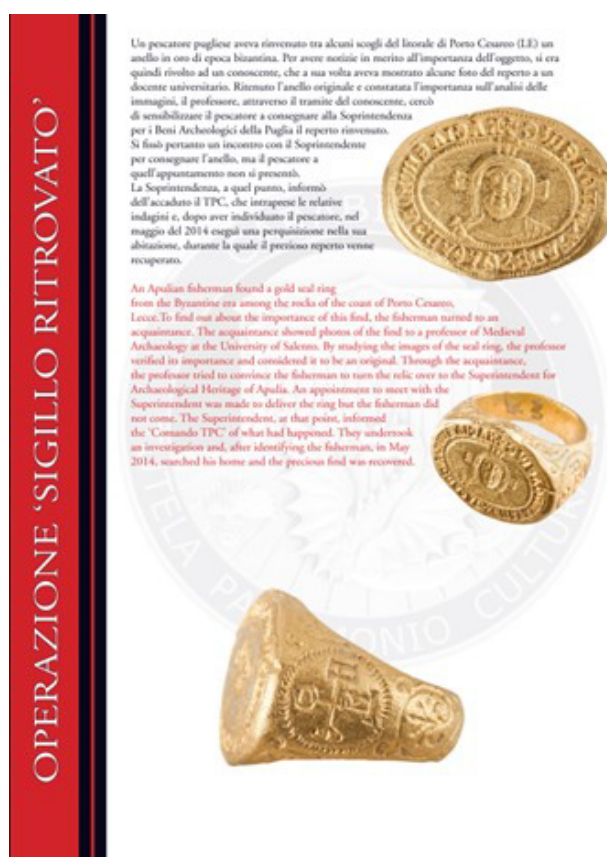 OPERAZIONE ‘SIGILLO RITROVATO’
Un pescatore pugliese aveva rinvenuto tra alcuni scogli del litorale di Porto Cesareo (LE) un
anello in oro di epoca bizantina. Per avere notizie in merito all’importanza dell’oggetto, si era
quindi rivolto ad un conoscente, che a sua volta aveva mostrato alcune foto del reperto a un
docente universitario. Ritenuto l’anello originale e constatata l’importanza sull’analisi delle
immagini, il professore, attraverso il tramite del conoscente, cercò
di sensibilizzare il pescatore a consegnare alla Soprintendenza
per i Beni Archeologici della Puglia il reperto rinvenuto.
Si fissò pertanto un incontro con il Soprintendente
per consegnare l’anello, ma il pescatore a
quell’appuntamento non si presentò.
La Soprintendenza, a quel punto, informò
dell’accaduto il TPC, che intraprese le relative
indagini e, dopo aver individuato il pescatore, nel
maggio del 2014 eseguì una perquisizione nella sua
abitazione, durante la quale il prezioso reperto venne
recuperato.
An Apulian fisherman found a gold seal ring
from the Byzantine era among the rocks of the coast of Porto Cesareo,
Lecce.To find out about the importance of this find, the fisherman turned to an
acquaintance. The acquaintance showed photos of the find to a professor of Medieval
Archaeology at the University of Salento. By studying the images of the seal ring, the professor
verified its importance and considered it to be an original. Through the acquaintance,
the professor tried to convince the fisherman to turn the relic over to the Superintendent for
Archaeological Heritage of Apulia. An appointment to meet with the
Superintendent was made to deliver the ring but the fisherman did
not come. The Superintendent, at that point, informed
the ‘Comando TPC’ of what had happened. They undertook
an investigation and, after identifying the fisherman, in May
2014, searched his home and the precious find was recovered.
TELA PA MONIO CULTURA